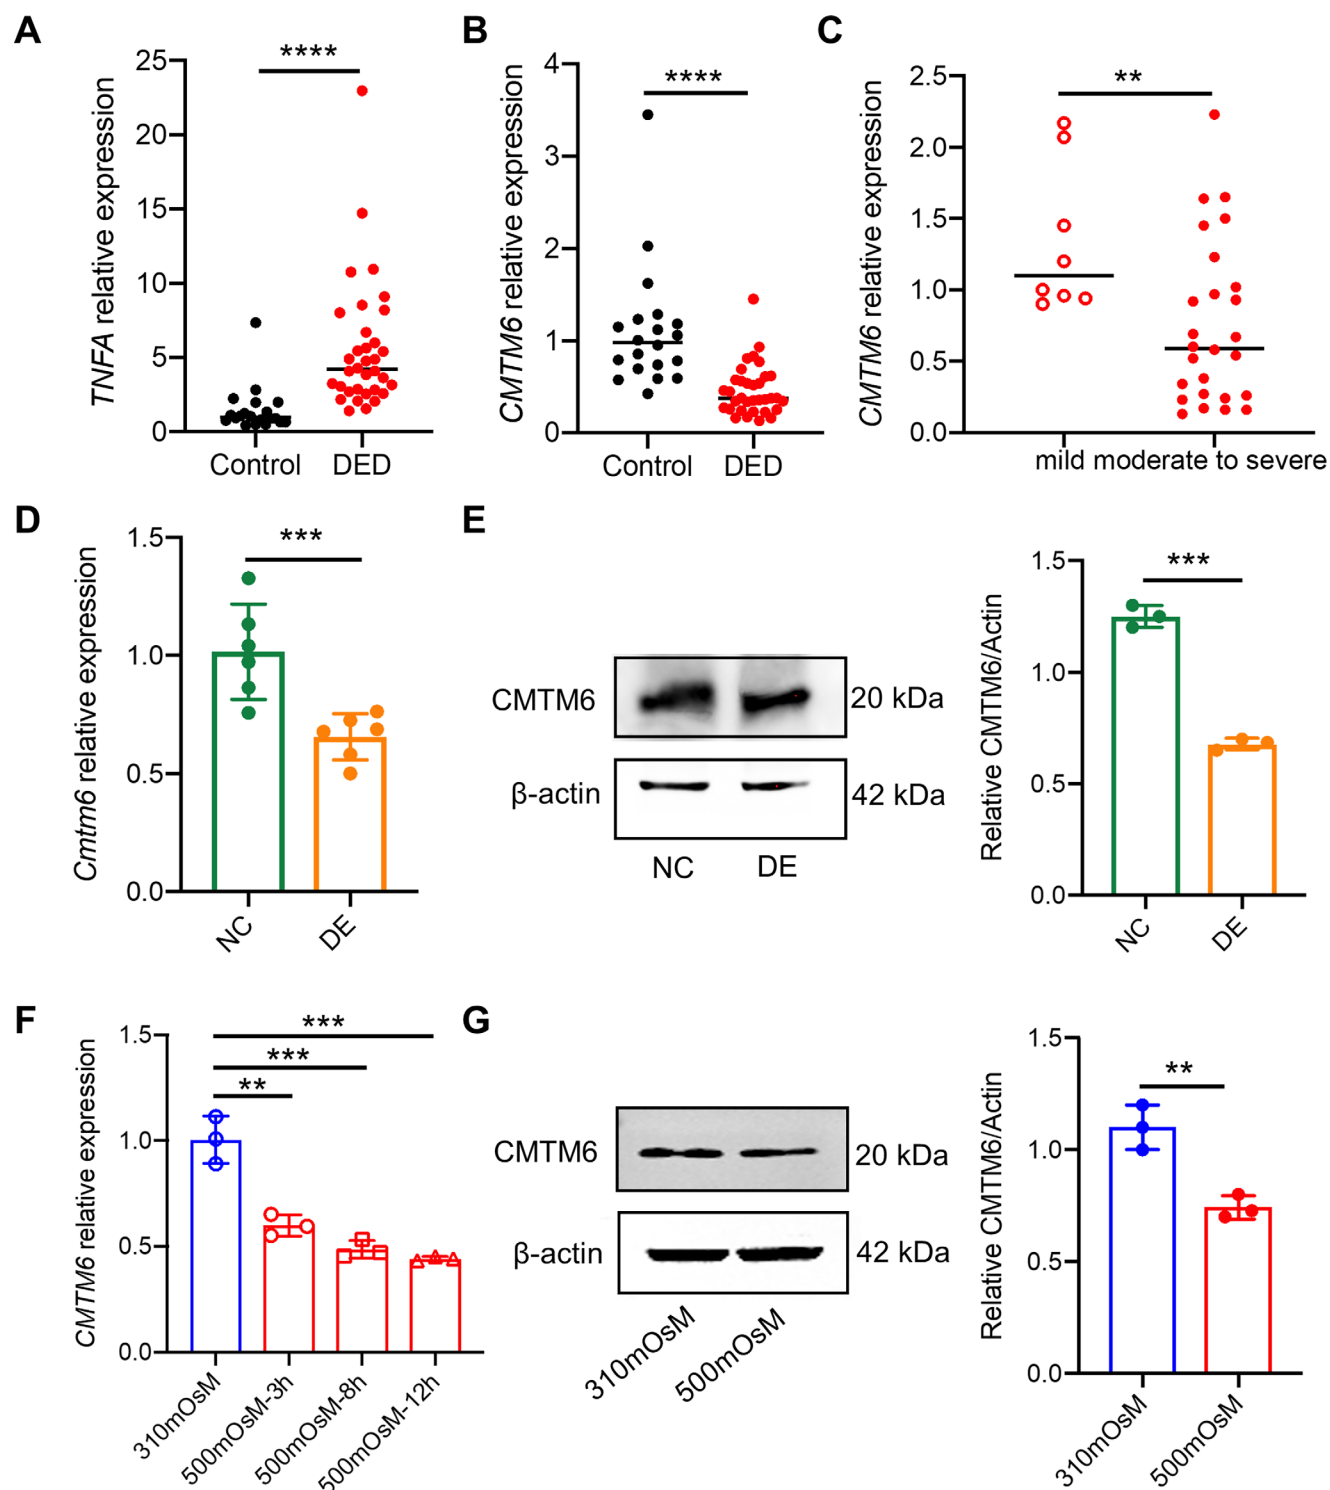 A
TNFA relative expression
25
20
15
10
5
0
****
Control
DED
B
CMTM6 relative expression
4
3
2
1
0
****
Control
DED
C
CMTM6 relative expression
2.5
2.0
1.5
1.0
0.5
0.0
**
mild
moderate to severe
D
Cmtm6 relative expression
1.5
1.0
0.5
0.0
***
NC
DE
E
CMTM6
20 kDa
β-actin
42 kDa
NC
DE
Relative CMTM6/Actin
1.5
1.0
0.5
0.0
***
NC
DE
F
CMTM6 relative expression
1.5
1.0
0.5
0.0
***
***
**
310mOsM
500mOsM-3h
500mOsM-8h
500mOsM-12h
G
CMTM6
20 kDa
β-actin
42 kDa
310mOsM
500mOsM
Relative CMTM6/Actin
1.5
1.0
0.5
0.0
**
310mOsM
500mOsM